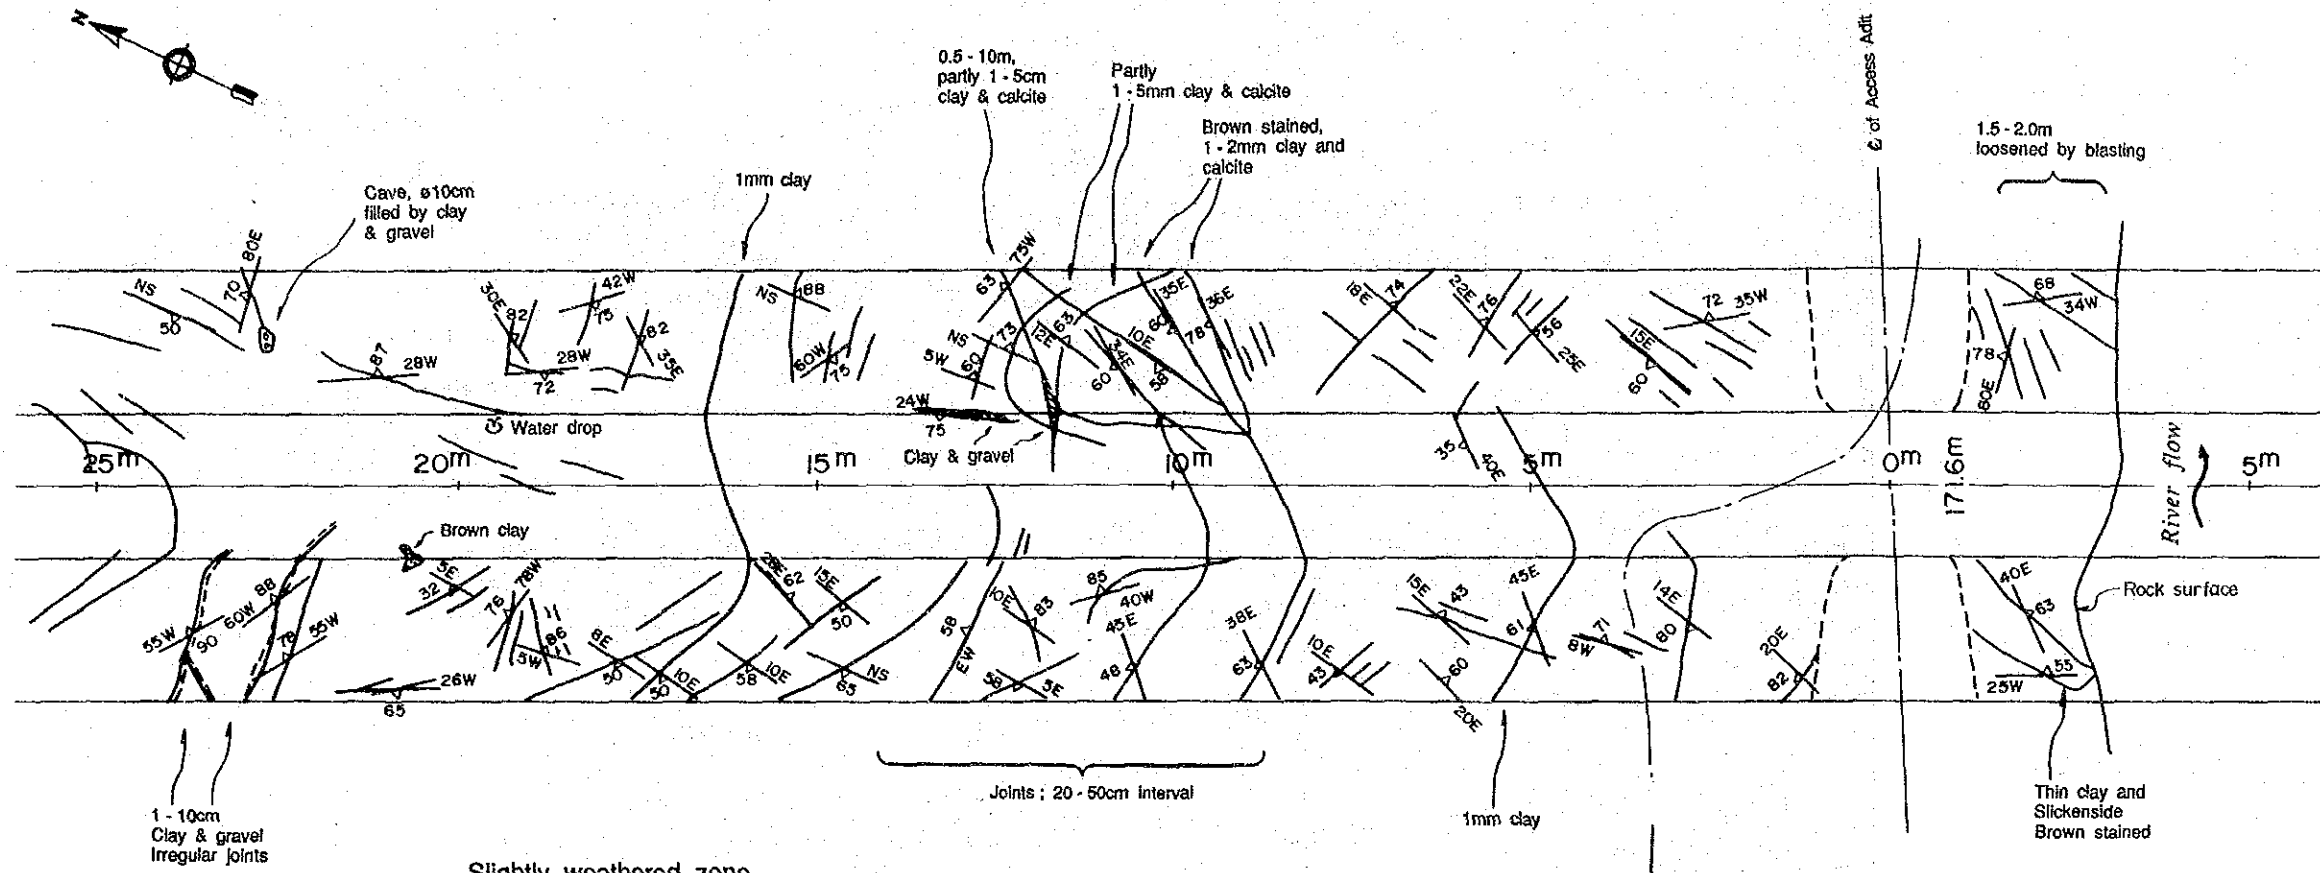 N
0.5 - 10m,
partly 1 - 5cm
clay & calcite
Partly
1 - 5mm clay & calcite
Brown stained,
1 - 2mm clay and
calcite
℄ of Access Adit
1.5 - 2.0m
loosened by blasting
Cave, ø10cm
filled by clay
& gravel
1mm clay
80E
70
NS
50
87
28W
30E
82
42W
75
28W
72
82
35E
NS
88
60W
75
75W
63
NS
73
5W
60
12E
63
34E
60
10E
58
35E
60
36E
78
24W
75
18E
74
22E
76
56
25E
72
35W
15E
60
68
34W
78
60E
Water drop
Clay & gravel
35
40E
25m
20m
15m
10m
5m
0m
171.6m
River flow
5m
Brown clay
55W
90
60W
88
78
55W
5E
32
78W
76
86
5W
26W
65
8E
50
50
10E
28E
62
15E
50
58
10E
65
NS
58
EW
10E
83
85
40W
45E
48
58
5E
38E
63
10E
43
15E
43
45E
61
60
20E
71
8W
14E
80
20E
82
40E
63
55
25W
Rock surface
Joints ; 20 - 50cm interval
1mm clay
Thin clay and
Slickenside
Brown stained
1 - 10cm
Clay & gravel
Irregular joints
Slightly weathered zone